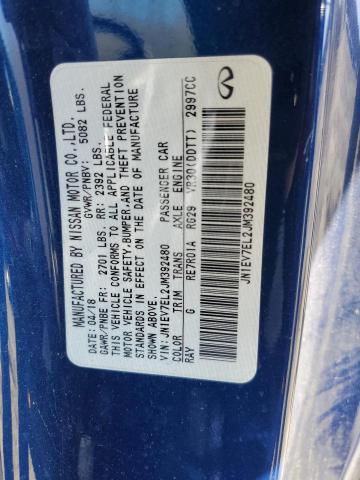 MANUFACTURED BY NISSAN MOTOR CO.,LTD.
DATE: 04/18 GVWR/PNBV: 5082 LBS.
GAWR/PNBE FR: 2701 LBS. RR: 2392 LBS.
THIS VEHICLE CONFORMS TO ALL APPLICABLE FEDERAL
MOTOR VEHICLE SAFETY,BUMPER,AND THEFT PREVENTION
STANDARDS IN EFFECT ON THE DATE OF MANUFACTURE
SHOWN ABOVE.
VIN: JN1EV7EL2JM392480 PASSENGER CAR
COLOR TRIM TRANS AXLE ENGINE
RAY G RE7R01A RG29 VR30(DDTT) 2997CC
JN1EV7EL2JM392480